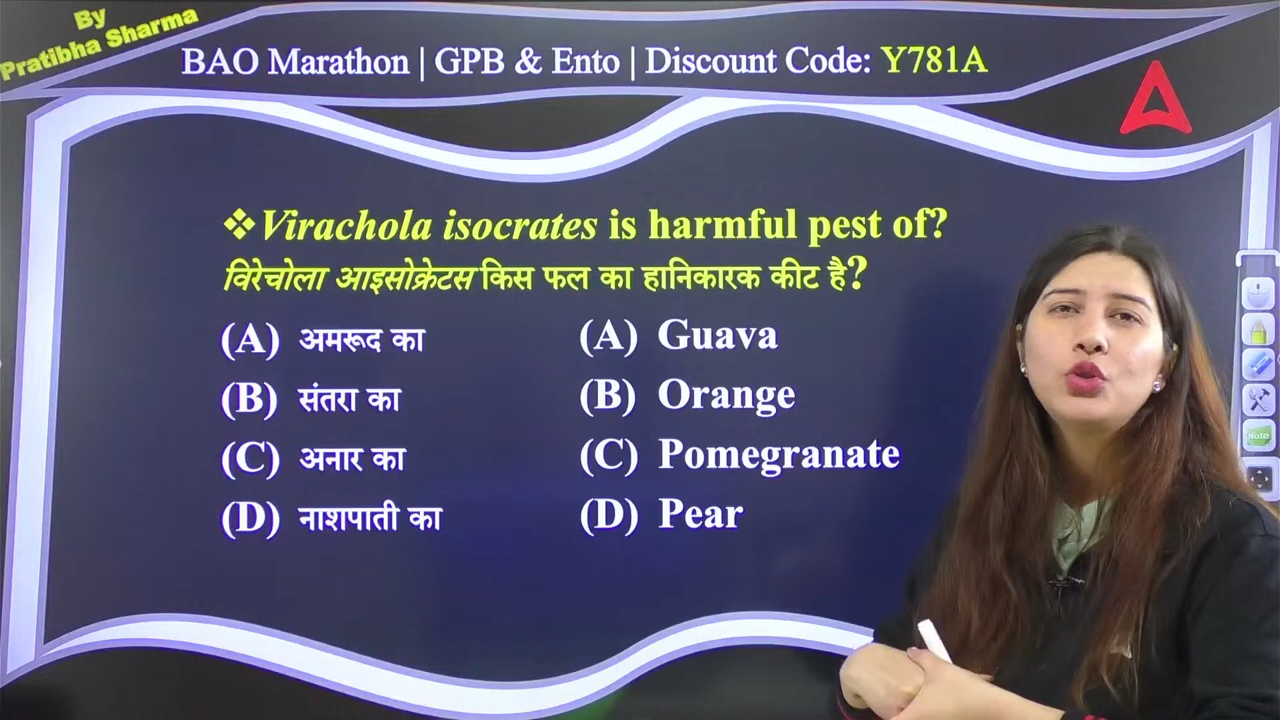 By
Pratibha Sharma
BAO Marathon | GPB & Ento | Discount Code: Y781A
❖Virachola isocrates is harmful pest of?
विरेचोला आइसोक्रेटस किस फल का हानिकारक कीट है?
(A) अमरूद का
(B) संतरा का
(C) अनार का
(D) नाशपाती का
(A) Guava
(B) Orange
(C) Pomegranate
(D) Pear
Note